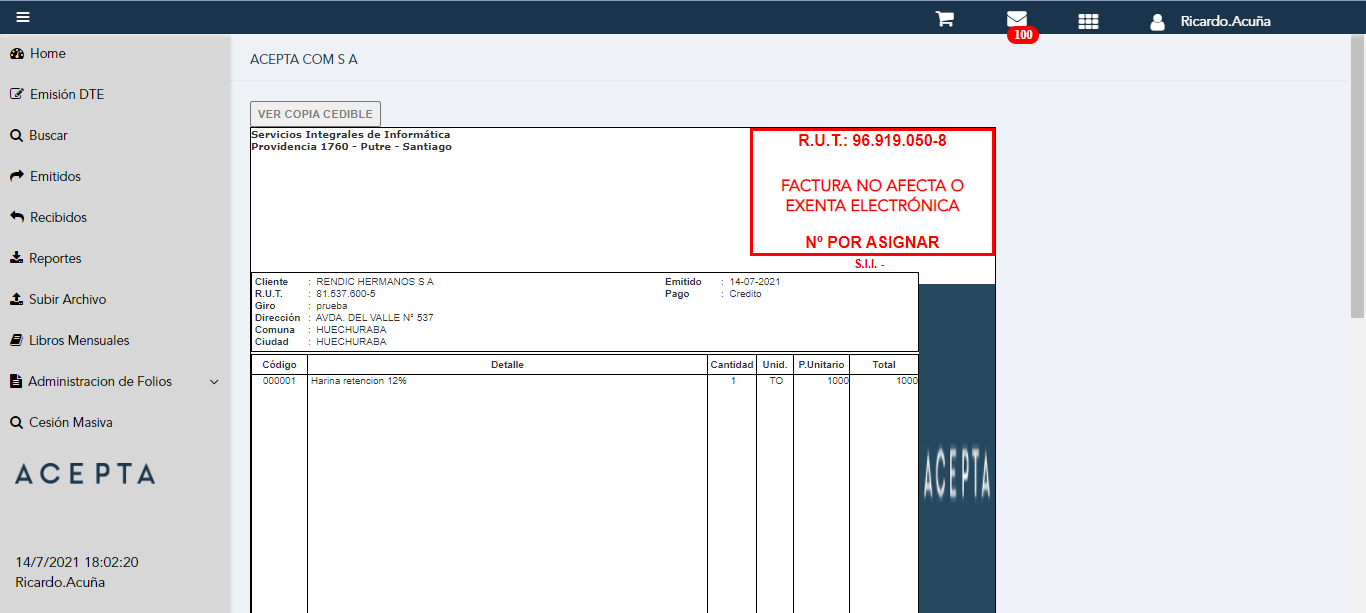 Ricardo.Acuña
100
Home
Emisión DTE
Buscar
Emitidos
Recibidos
Reportes
Subir Archivo
Libros Mensuales
Administracion de Folios
Cesión Masiva
ACEPTA
14/7/2021 18:02:20
Ricardo.Acuña
ACEPTA COM S A
VER COPIA CEDIBLE
Servicios Integrales de Informática
Providencia 1760 - Putre - Santiago
R.U.T.: 96.919.050-8
FACTURA NO AFECTA O
EXENTA ELECTRÓNICA
Nº POR ASIGNAR
S.I.I. -
Cliente : RENDIC HERMANOS S A Emitido : 14-07-2021
R.U.T. : 81.537.600-5 Pago : Credito
Giro : prueba
Dirección : AVDA. DEL VALLE N° 537
Comuna : HUECHURABA
Ciudad : HUECHURABA
Código Detalle Cantidad Unid. P.Unitario Total
000001 Harina retencion 12% 1 TO 1000 1000
ACEPTA